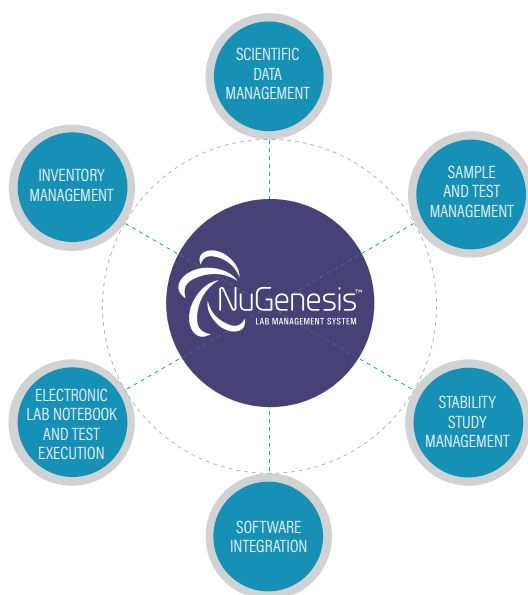 SCIENTIFIC
DATA
MANAGEMENT
INVENTORY
MANAGEMENT
SAMPLE
AND TEST
MANAGEMENT
NuGenesis™
LAB MANAGEMENT SYSTEM
ELECTRONIC
LAB NOTEBOOK
AND TEST
EXECUTION
STABILITY
STUDY
MANAGEMENT
SOFTWARE
INTEGRATION